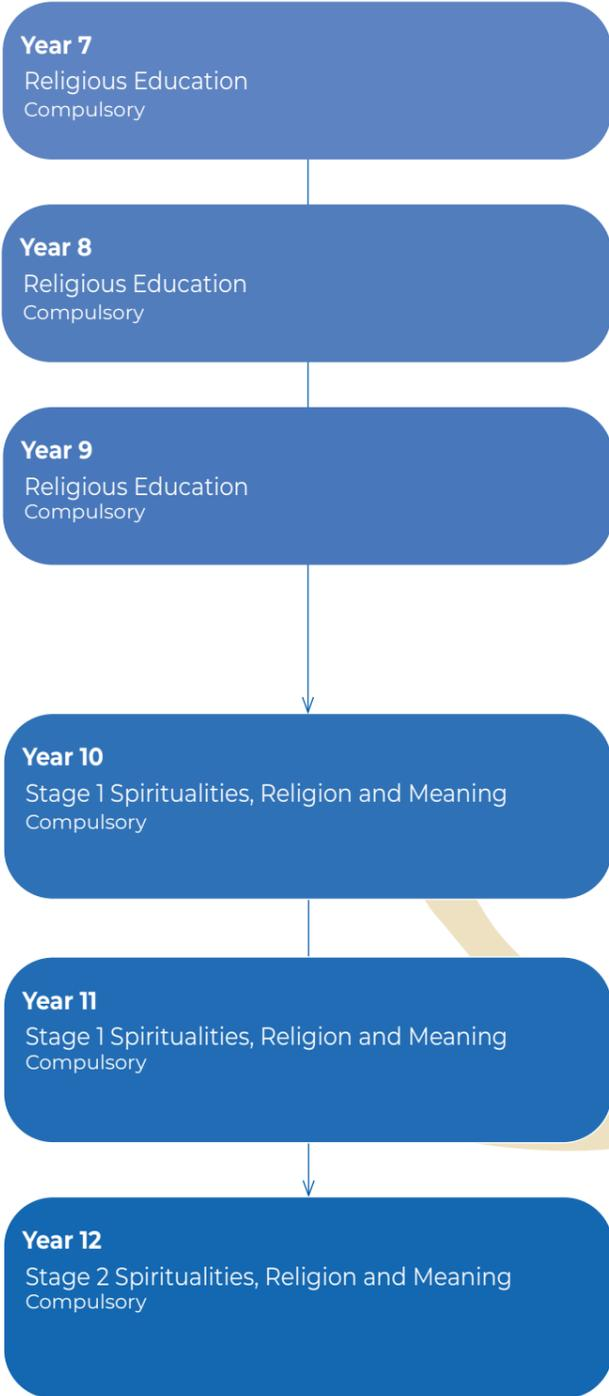 Year 7
Religious Education
Compulsory
Year 8
Religious Education
Compulsory
Year 9
Religious Education
Compulsory
Year 10
Stage 1 Spiritualities, Religion and Meaning
Compulsory
Year 11
Stage 1 Spiritualities, Religion and Meaning
Compulsory
Year 12
Stage 2 Spiritualities, Religion and Meaning
Compulsory